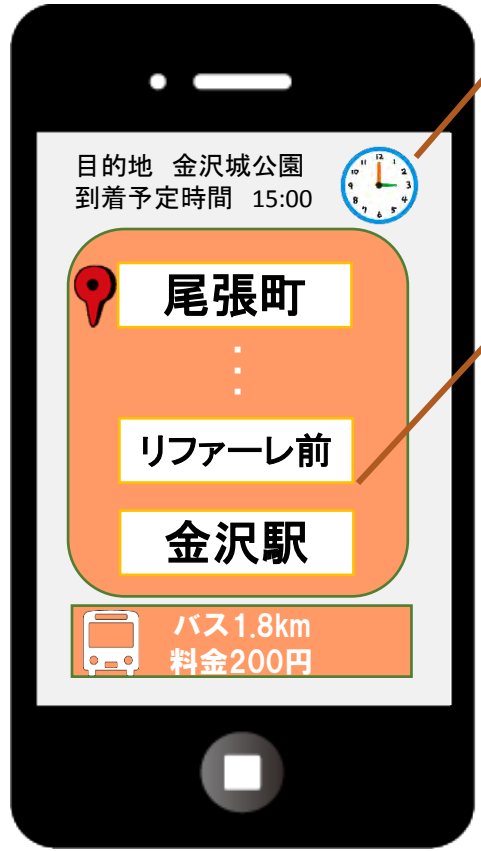 目的地 金沢城公園
到着予定時間 15:00
尾張町
リファーレ前
金沢駅
バス1.8km
料金200円